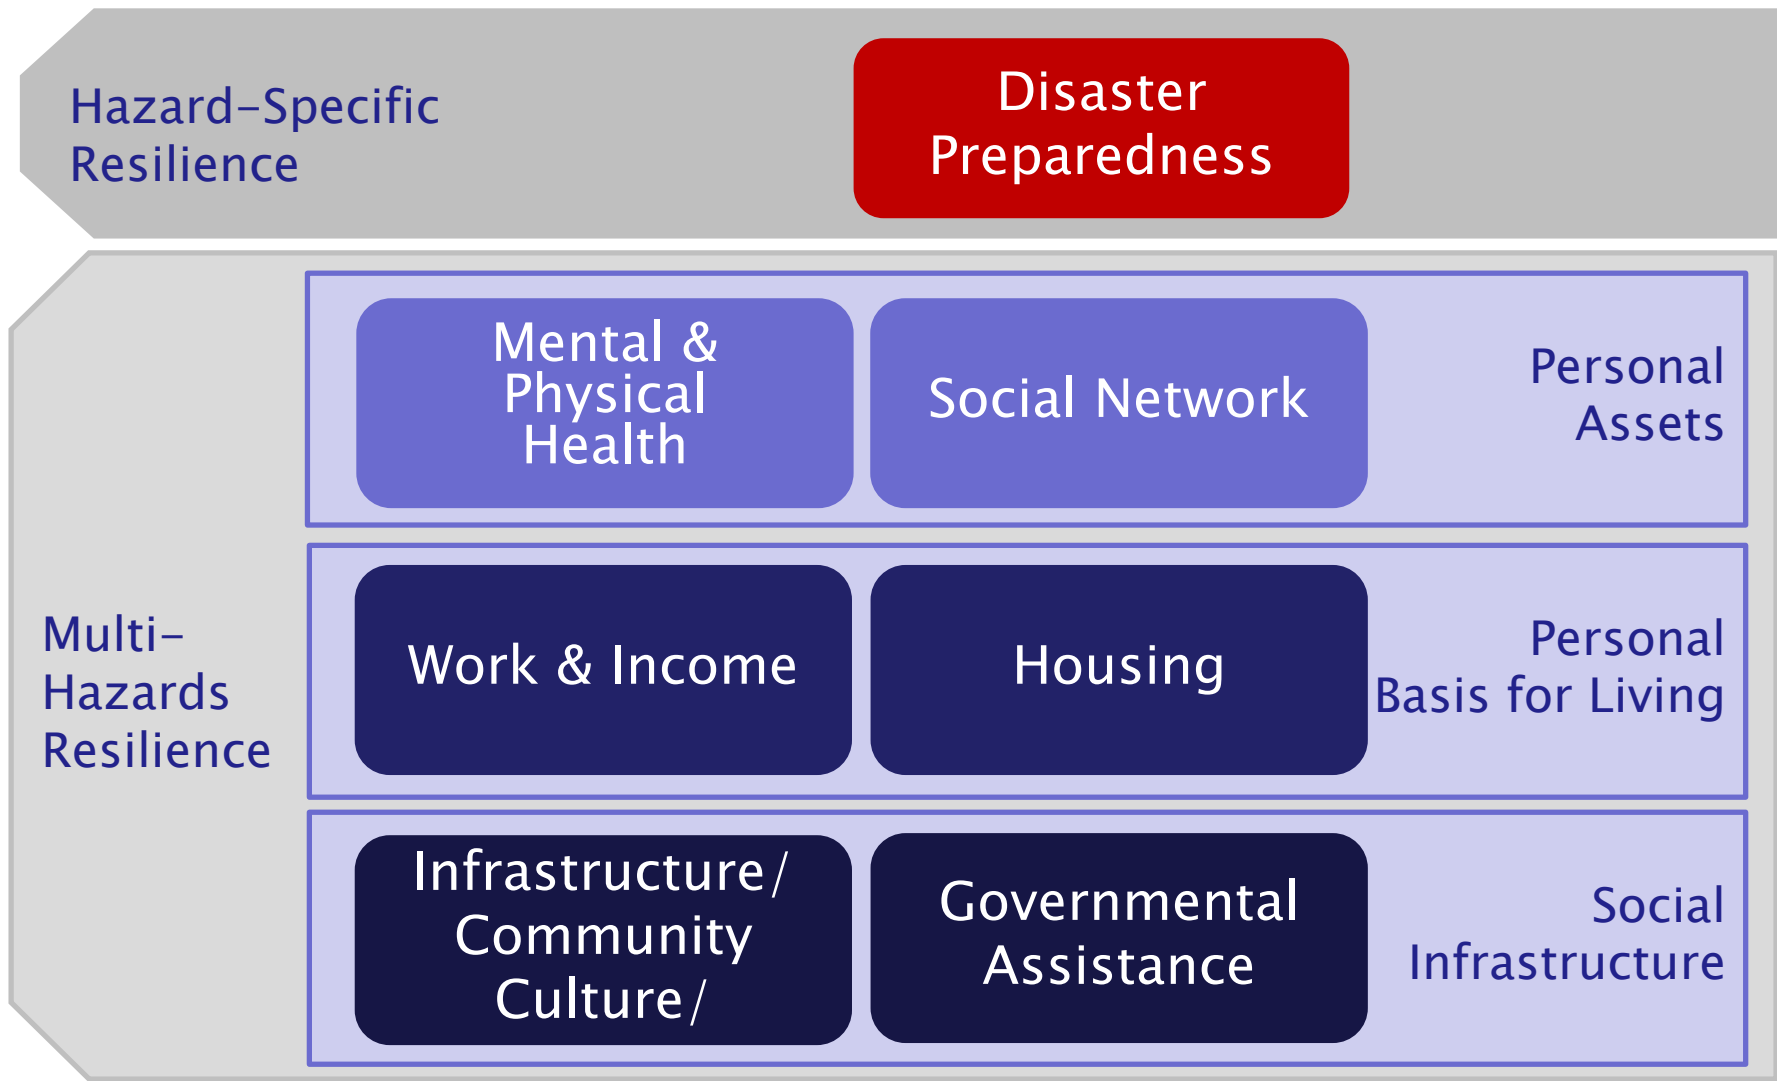 Hazard–Specific
Resilience
Disaster
Preparedness
Mental &
Physical
Health
Social Network
Personal
Assets
Multi–
Hazards
Resilience
Work & Income
Housing
Personal
Basis for Living
Infrastructure/
Community
Culture/
Governmental
Assistance
Social
Infrastructure